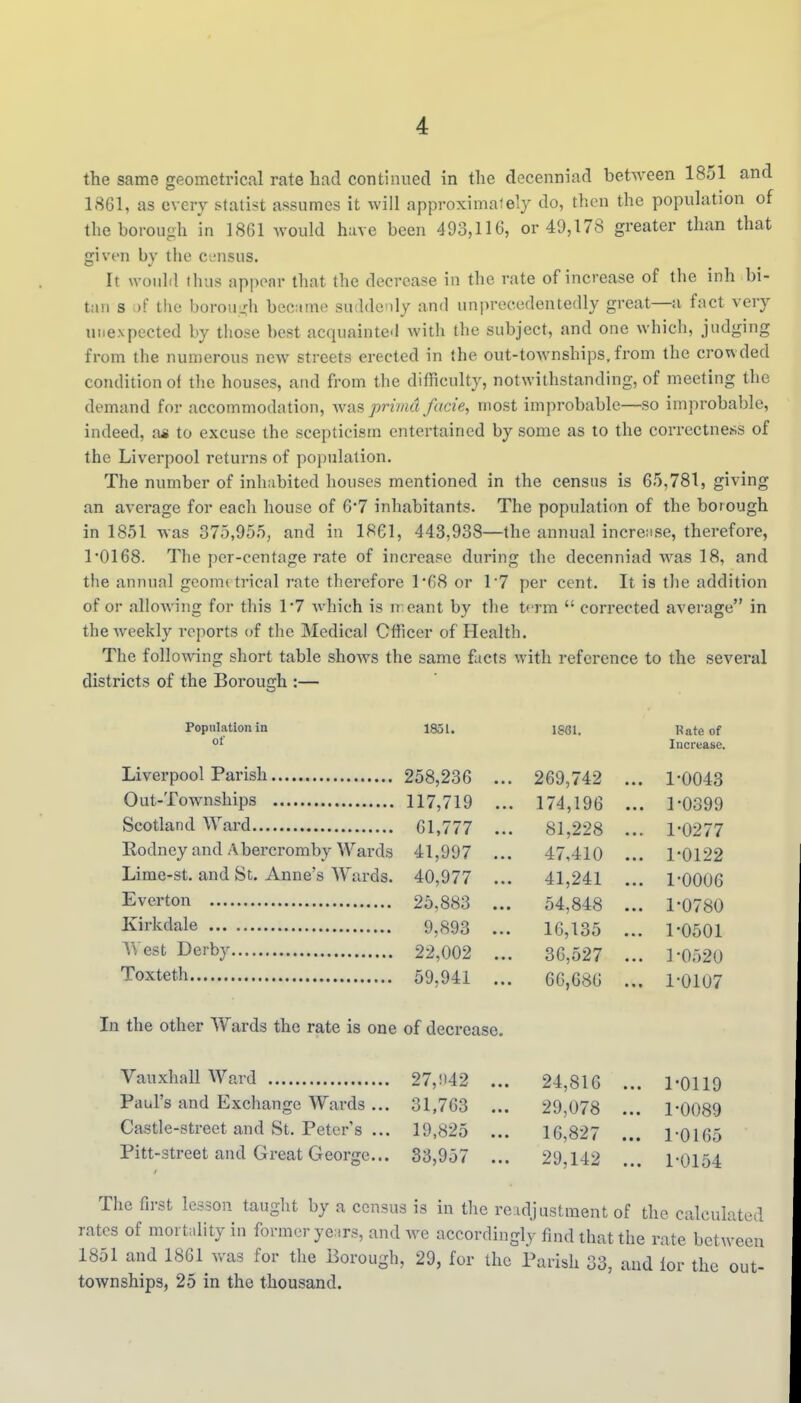 4
the same geometrical rate had continued in the decenniad between 1851 and
1861, as every statist assumes it will approximately do, then the population of
the borough in 1861 would have been 493,116, or 49,178 greater than that
given by the census.
It would thus appear that the decrease in the rate of increase of the inh bi-
tan s of the borough became suddenly and unprecedentedly great—a fact very
unexpected by those best acquainted with the subject, and one which, judging
from the numerous new streets erected in the out-townships, from the crowded
condition of the houses, and from the difficulty, notwithstanding, of meeting the
demand for accommodation, was primâ facie, most improbable—so improbable,
indeed, as to excuse the scepticism entertained by some as to the correctness of
the Liverpool returns of population.
The number of inhabited houses mentioned in the census is 65,781, giving
an average for each house of 6·7 inhabitants. The population of the borough
in 1851 was 375,955, and in 1861, 443,938—the annual increase, therefore,
1·0168. The per-centage rate of increase during the decenniad was 18, and
the annual geometrical rate therefore 1·68 or 1·7 per cent. It is the addition
of or allowing for this 1·7 which is meant by the term “ corrected average” in
the weekly reports of the Medical Officer of Health.
The following short table shows the same facts with reference to the several
districts of the Borough :—
Population in of 1851. 1861. Rate of Increase.
Liverpool Parish .................... 258,236 ... 269,742 ... 1·0043
Out-Townships .................... 117,719 ... 174,196 ... 1·0399
Scotland Ward....................... 61,777 ... 81,228 ... 1·0277
Rodney and Abercromby Wards 41,997 ... 47,410 ... 1·0122
Lime-st. and St. Anne's Wards. 40,977 ... 41,241 ... 1·0006
Everton .............................. 25,883 ... 54,848 ... 1·0780
Kirkdale ... ......................... 9,893 ... 16,135 ... 1·0501
West Derby........................... 22,002 ... 36,527 ... 1·0520
Toxteth................................. 59,941 ... 66,686 ... 1·0107
In the other Wards the rate is one of decrease.
Vauxhall Ward .................... 27,942 ... 24,816 ... 1·0119
Paul's and Exchange Wards ... 31,763 ... 29,078 ... 1·0089
Castle-street and St. Peter's ... 19,825 ... 16,827 ... 1·0165
Pitt-street and Great George... 33,957 ... 29,142 ... 1·0154
The first lesson taught by a census is in the readjustment of the calculated
rates of mortality in former years, and we accordingly find that the rate between
1851 and 1861 was for the Borough, 29, for the Parish 33, and for the out-
townships, 25 in the thousand.